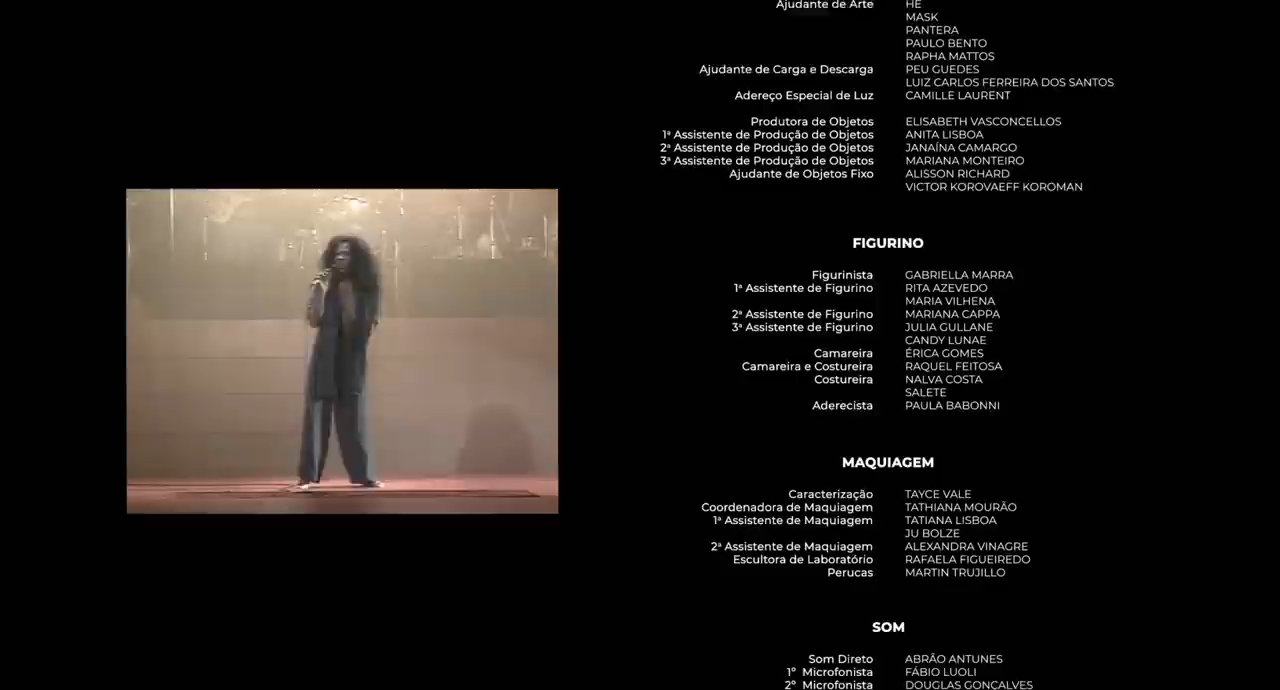 Ajudante de Arte HE
MASK
PANTERA
PAULO BENTO
RAPHA MATTOS
Ajudante de Carga e Descarga PEU GUEDES
LUIZ CARLOS FERREIRA DOS SANTOS
Adereço Especial de Luz CAMILLE LAURENT
Produtora de Objetos ELISABETH VASCONCELLOS
1ª Assistente de Produção de Objetos ANITA LISBOA
2ª Assistente de Produção de Objetos JANAÍNA CAMARGO
3ª Assistente de Produção de Objetos MARIANA MONTEIRO
Ajudante de Objetos Fixo ALISSON RICHARD
VICTOR KOROVAEFF KOROMAN
FIGURINO
Figurinista GABRIELLA MARRA
1ª Assistente de Figurino RITA AZEVEDO
MARIA VILHENA
2ª Assistente de Figurino MARIANA CAPPA
3ª Assistente de Figurino JULIA GULLANE
CANDY LUNAE
Camareira ÉRICA GOMES
Camareira e Costureira RAQUEL FEITOSA
Costureira NALVA COSTA
SALETE
Aderecista PAULA BABONNI
MAQUIAGEM
Caracterização TAYCE VALE
Coordenadora de Maquiagem TATHIANA MOURÃO
1ª Assistente de Maquiagem TATIANA LISBOA
JU BOLZE
2ª Assistente de Maquiagem ALEXANDRA VINAGRE
Escultora de Laboratório RAFAELA FIGUEIREDO
Perucas MARTIN TRUJILLO
SOM
Som Direto ABRÃO ANTUNES
1º Microfonista FÁBIO LUOLI
2º Microfonista DOUGLAS GONÇALVES